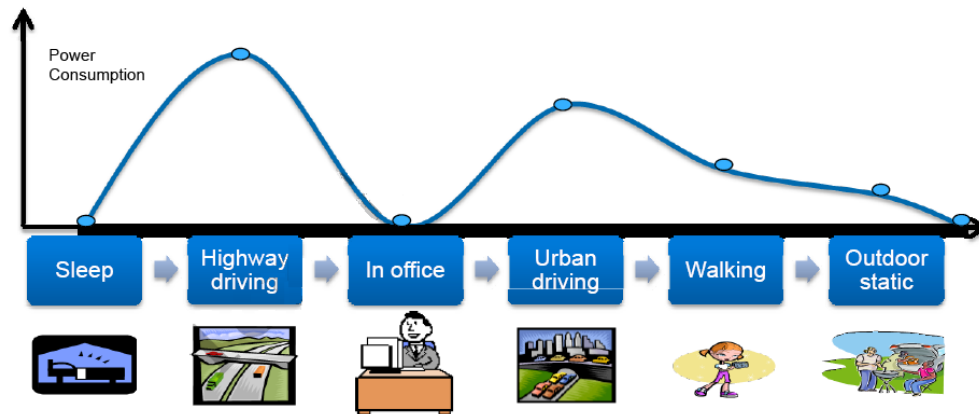 Power
Consumption
Sleep
Highway
driving
In office
Urban
driving
Walking
Outdoor
static